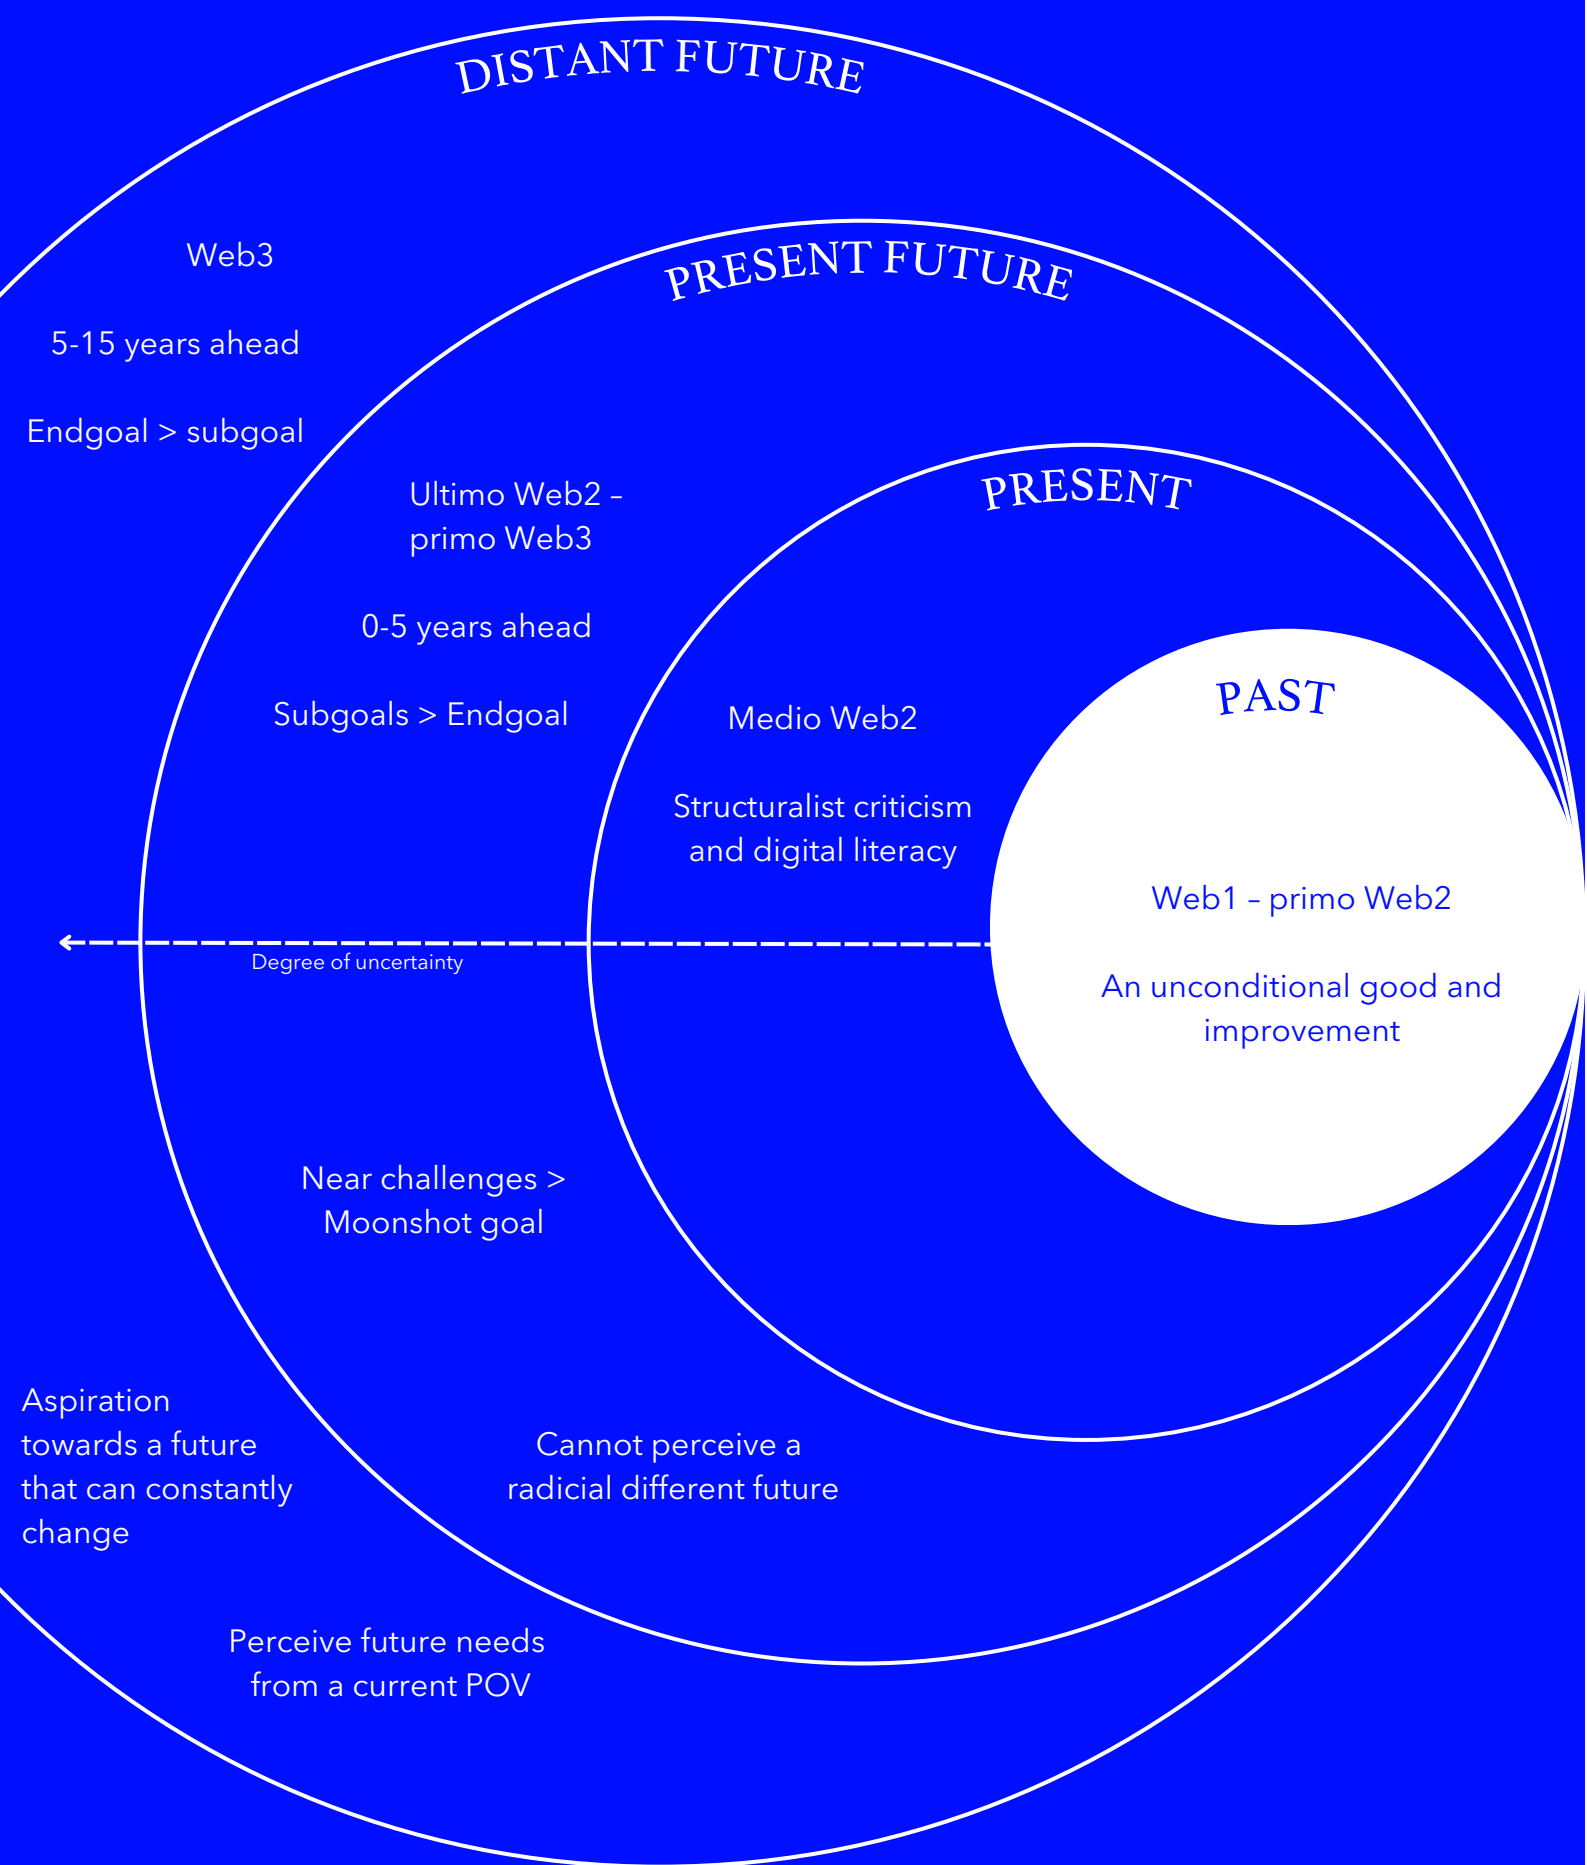 DISTANT FUTURE
Web3
5-15 years ahead
Endgoal > subgoal
PRESENT FUTURE
Ultimo Web2 –
primo Web3
0-5 years ahead
Subgoals > Endgoal
PRESENT
Medio Web2
Structuralist criticism
and digital literacy
PAST
Web1 – primo Web2
An unconditional good and
improvement
Degree of uncertainty
Near challenges >
Moonshot goal
Cannot perceive a
radicial different future
Aspiration
towards a future
that can constantly
change
Perceive future needs
from a current POV